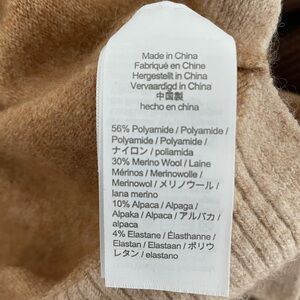 Made in China
Fabriqué en Chine
Hergestellt in China
Vervaardigd in China
中国製
hecho en china
56% Polyamide / Polyamide /
Polyamide / Polyamide /
ナイロン / poliamida
30% Merino Wool / Laine
Mérinos / Merinowolle /
Merinowol / メリノウール /
lana merino
10% Alpaca / Alpaga /
Alpaka / Alpaca / アルパカ /
alpaca
4% Elastane / Élasthanne /
Elastan / Elastaan / ポリウ
レタン / elastano